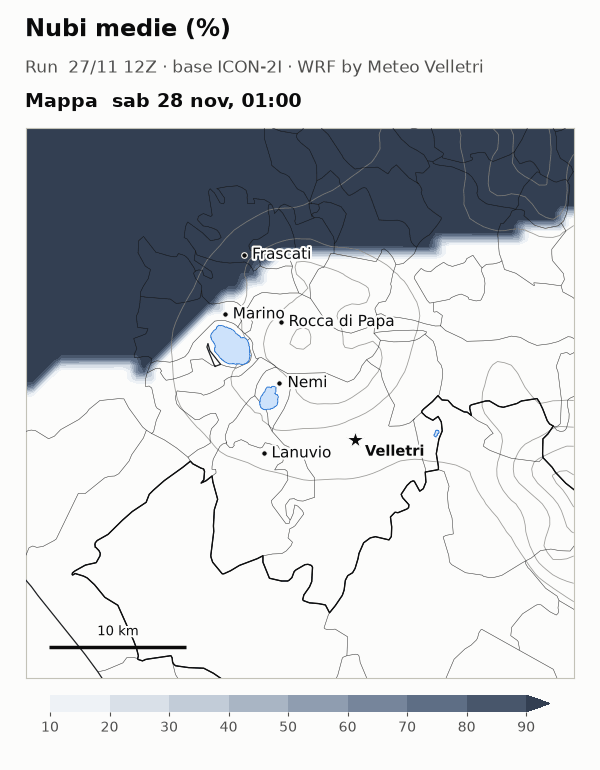 Nubi medie (%)
Run  27/11 12Z · base ICON-2I · WRF by Meteo Velletri
Mappa  sab 28 nov, 01:00
Frascati
Marino
Rocca di Papa
Nemi
Velletri
Lanuvio
10 km
10 20 30 40 50 60 70 80 90